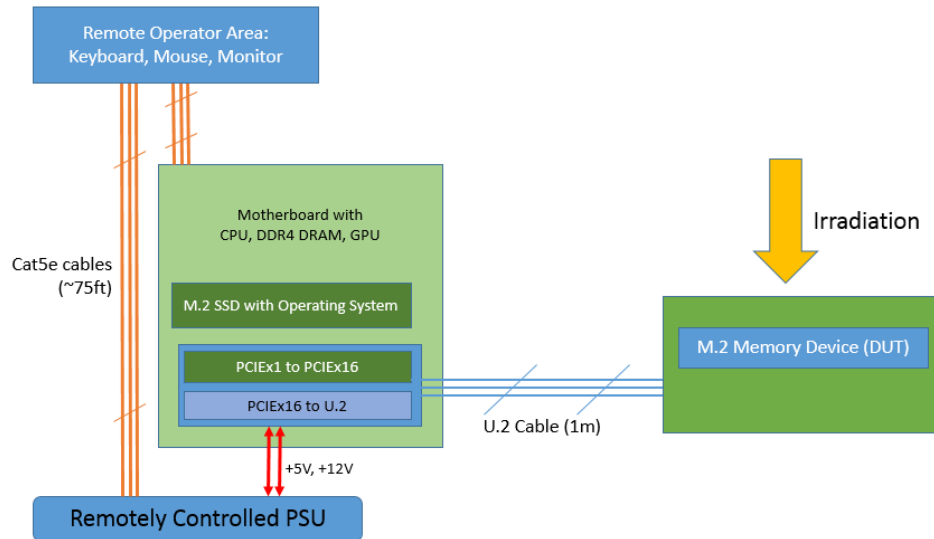 Remote Operator Area:
Keyboard, Mouse, Monitor
Motherboard with
CPU, DDR4 DRAM, GPU
Irradiation
Cat5e cables
(~75ft)
M.2 SSD with Operating System
M.2 Memory Device (DUT)
PCIEx1 to PCIEx16
PCIEx16 to U.2
U.2 Cable (1m)
+5V, +12V
Remotely Controlled PSU